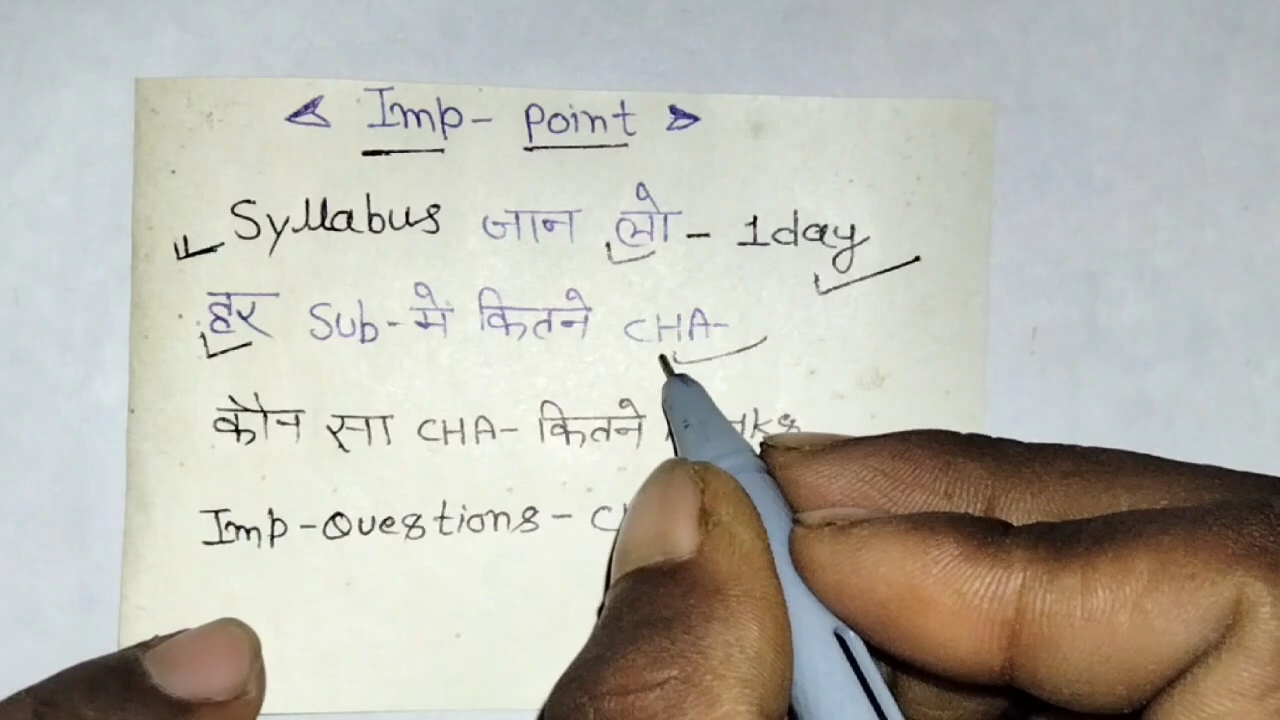 Imp- Point
Syllabus जान लो - 1day
हर Sub- में कितने CHA-
कौन सा CHA- कितने
Imp-Questions -